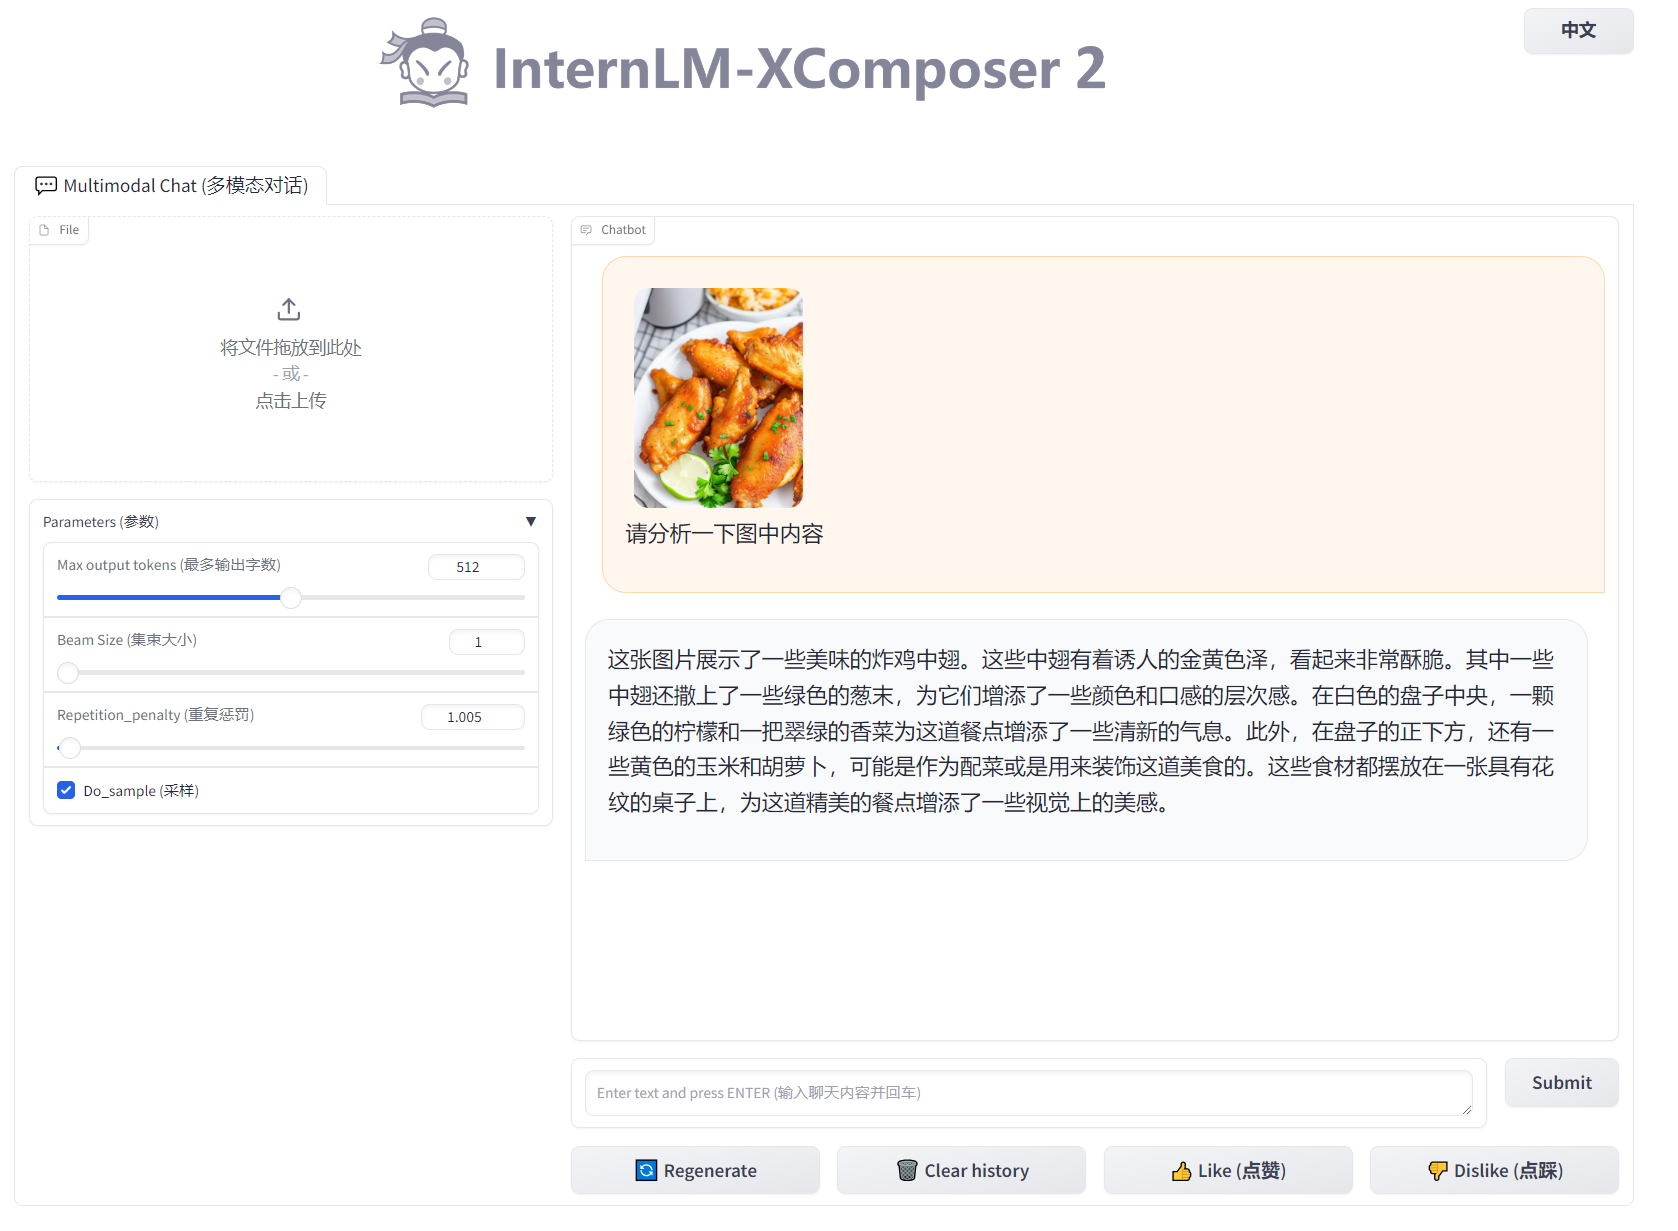 中文
InternLM-XComposer 2
Multimodal Chat (多模态对话)
File
将文件拖放到此处
- 或 -
点击上传
Parameters (参数)
▼
Max output tokens (最多输出字数)
512
Beam Size (集束大小)
1
Repetition_penalty (重复惩罚)
1.005
Do_sample (采样)
Chatbot
请分析一下图中内容
这张图片展示了一些美味的炸鸡中翅。这些中翅有着诱人的金黄色泽，看起来非常酥脆。其中一些
中翅还撒上了一些绿色的葱末，为它们增添了一些颜色和口感的层次感。在白色的盘子中央，一颗
绿色的柠檬和一把翠绿的香菜为这道餐点增添了一些清新的气息。此外，在盘子的正下方，还有一
些黄色的玉米和胡萝卜，可能是作为配菜或是用来装饰这道美食的。这些食材都摆放在一张具有花
纹的桌子上，为这道精美的餐点增添了一些视觉上的美感。
Enter text and press ENTER (输入聊天内容并回车)
Submit
🔄 Regenerate
🗑️ Clear history
👍 Like (点赞)
👎 Dislike (点踩)